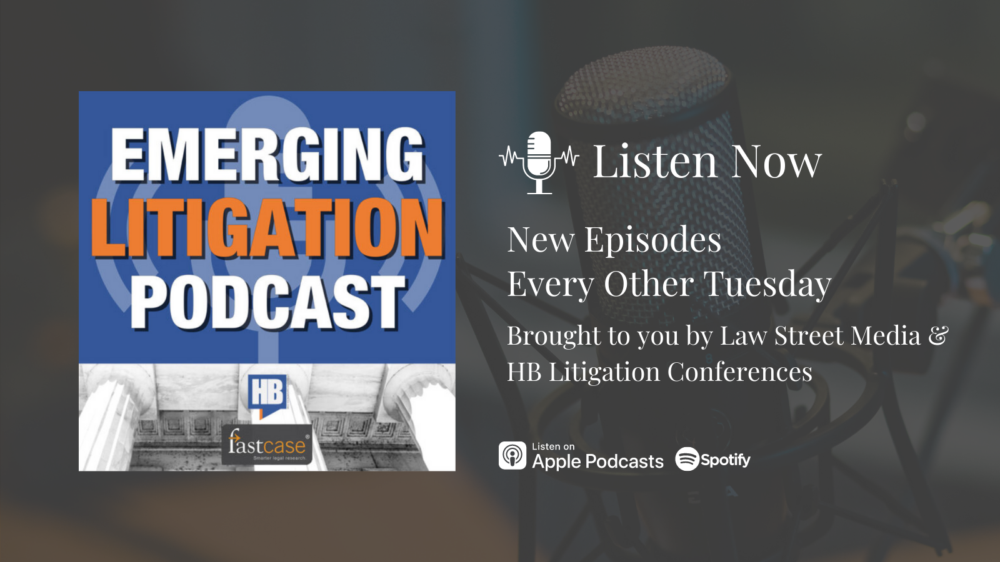 EMERGING
LITIGATION
PODCAST
HB
fastcase®
Smarter legal research.
Listen Now
New Episodes
Every Other Tuesday
Brought to you by Law Street Media &
HB Litigation Conferences
Listen on
Apple Podcasts
Spotify